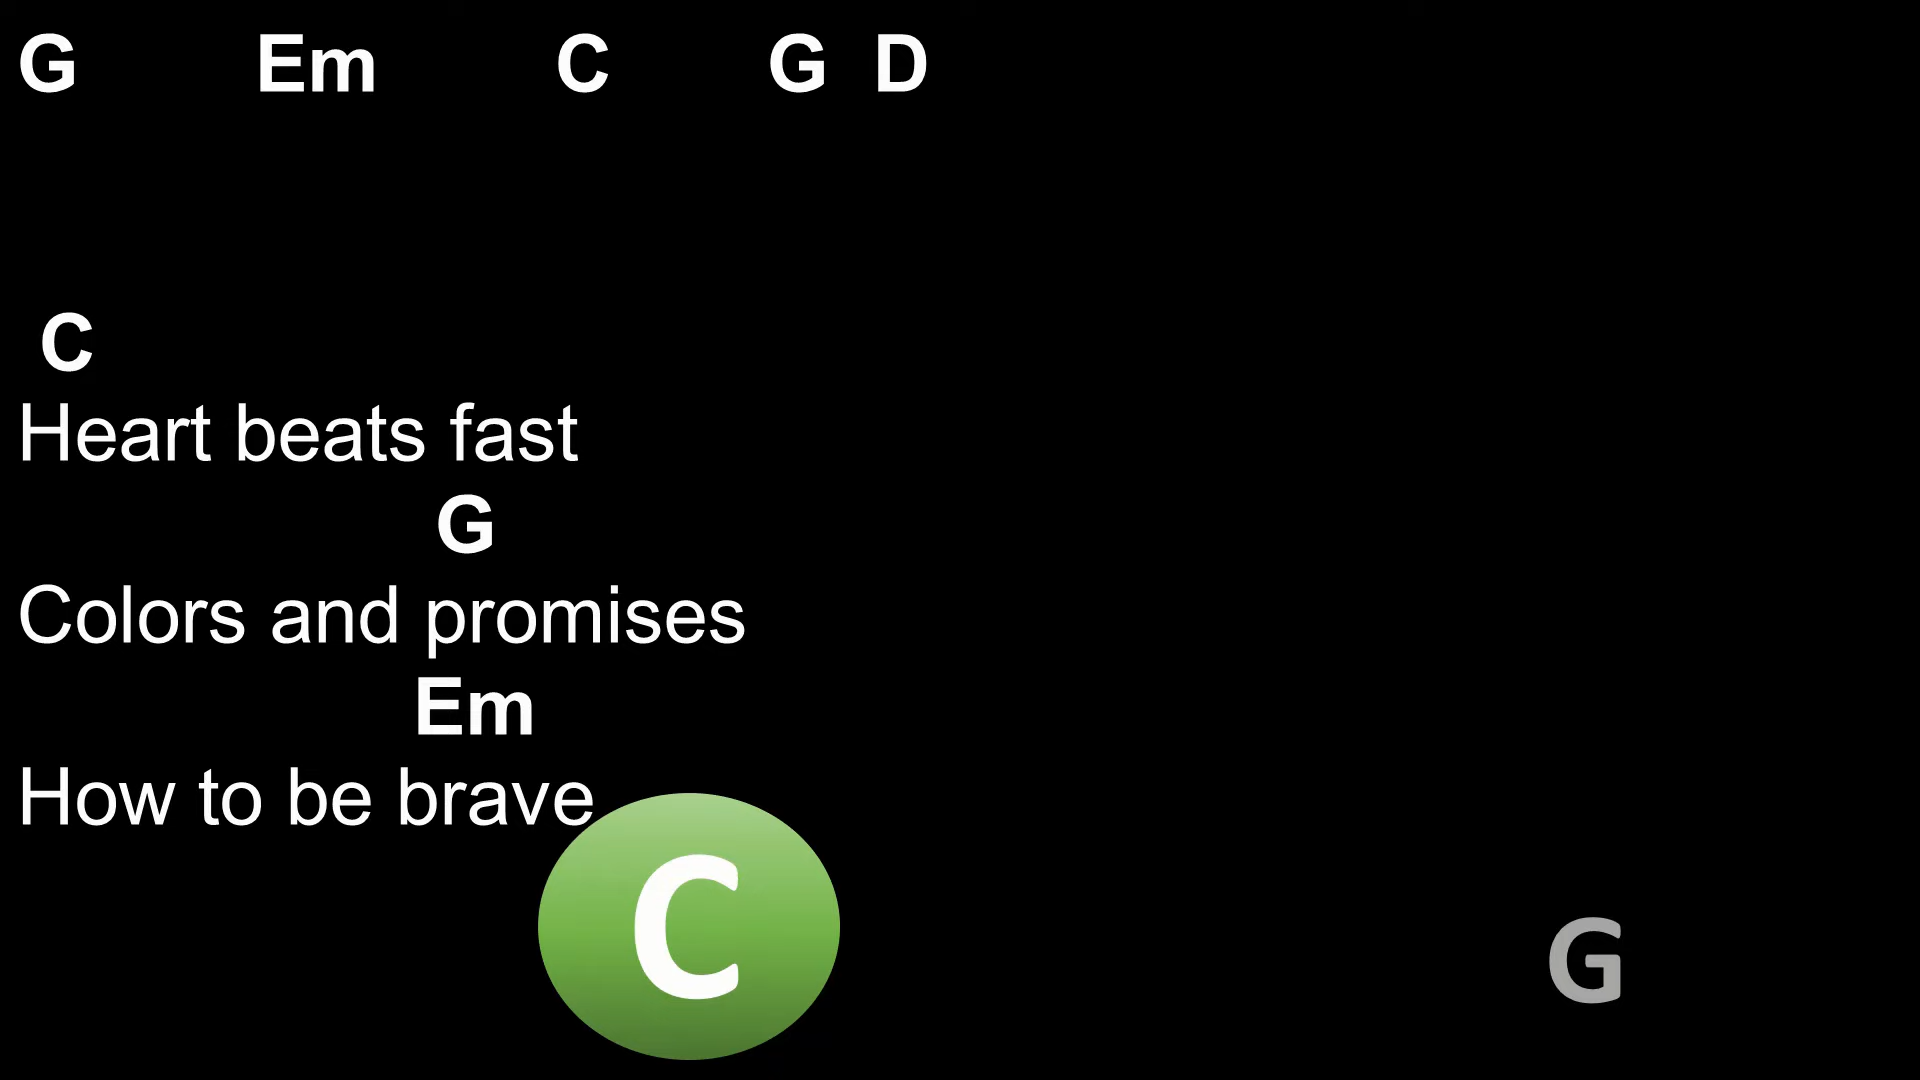 G Em C G D
C
Heart beats fast
G
Colors and promises
Em
How to be brave
C
G